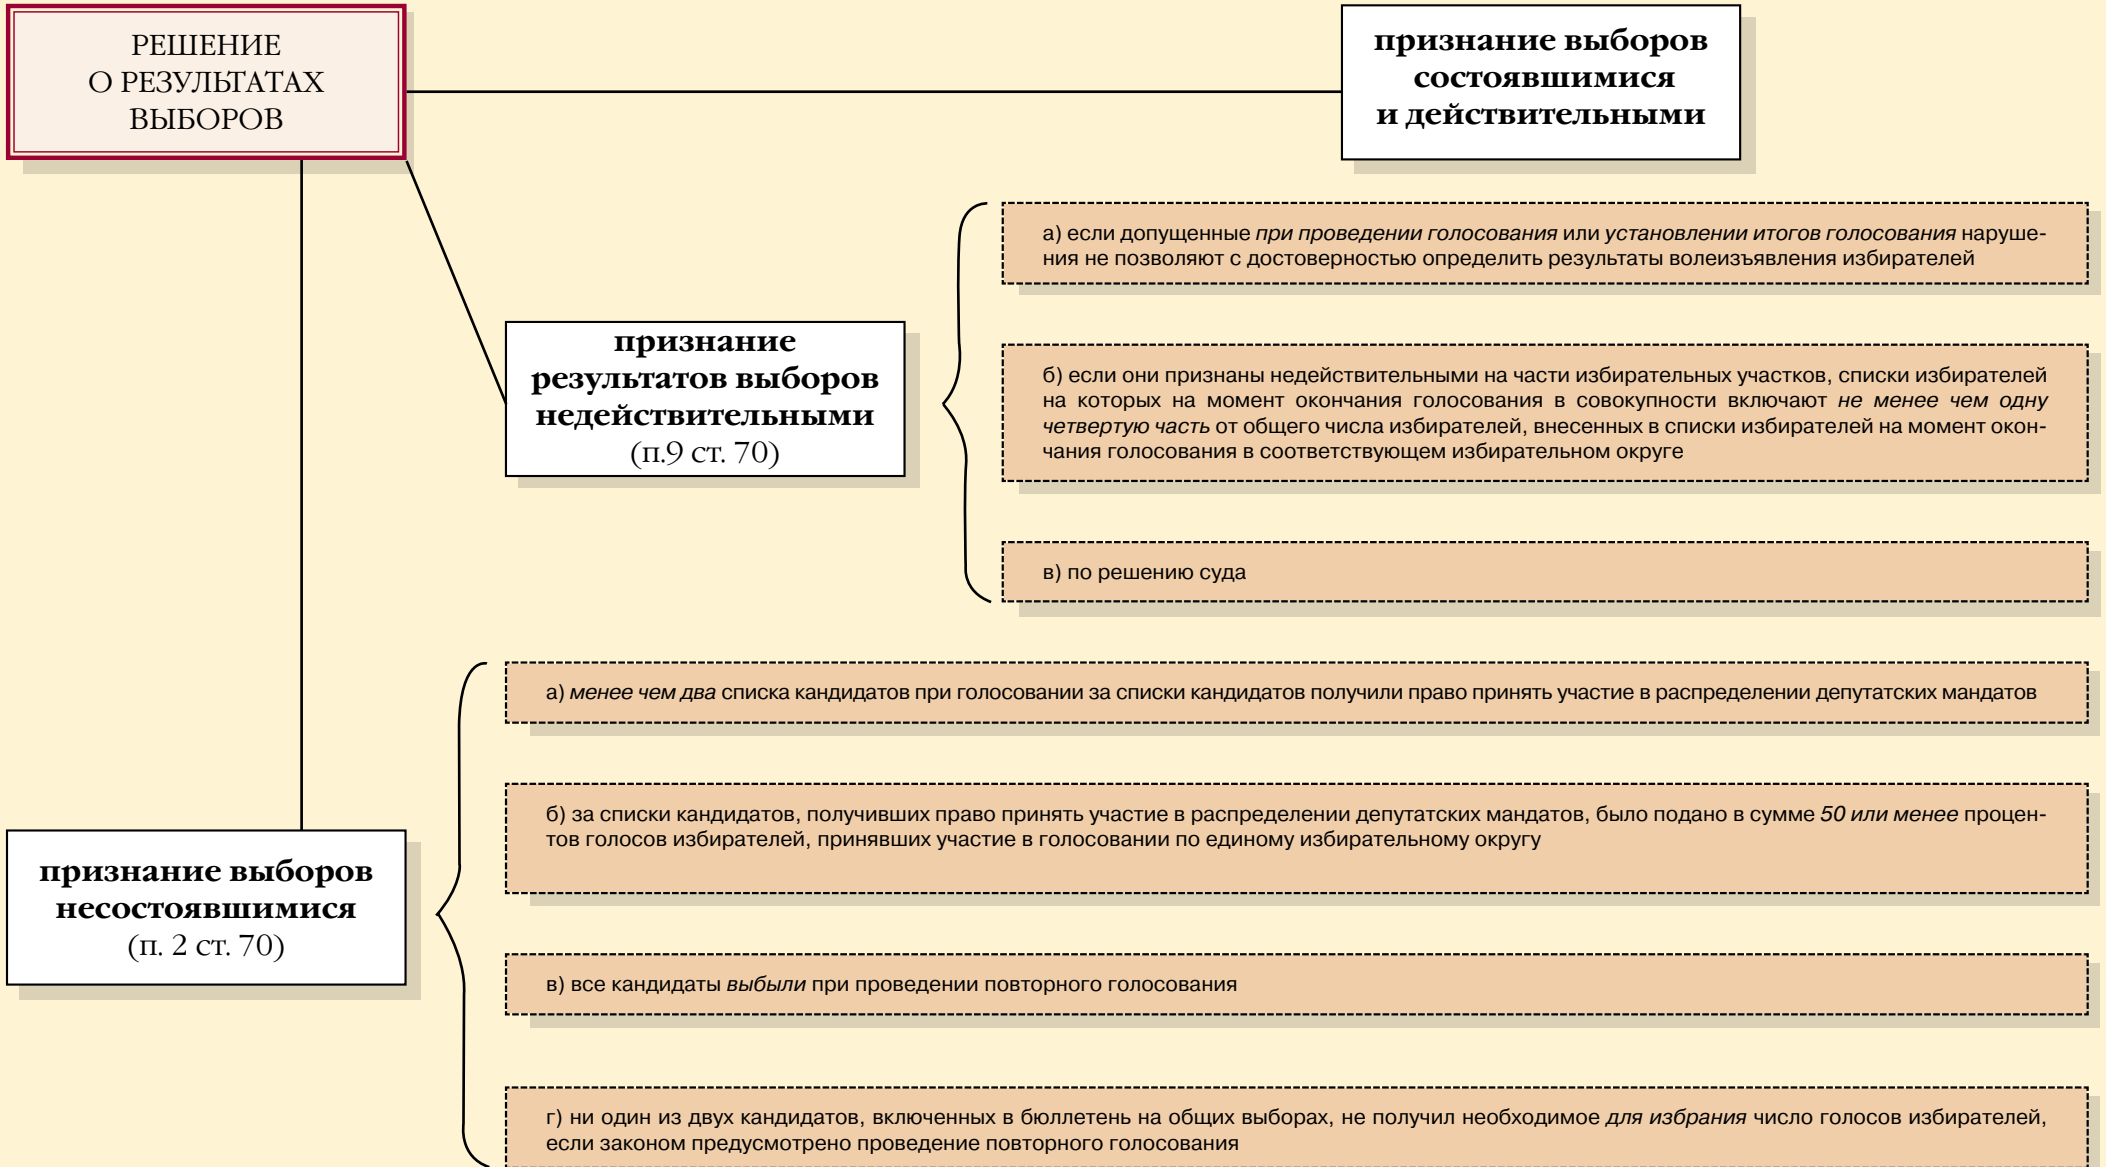 РЕШЕНИЕ
О РЕЗУЛЬТАТАХ
ВЫБОРОВ
признание выборов
состоявшимися
и действительными
признание
результатов выборов
недействительными
(п.9 ст. 70)
а) если допущенные при проведении голосования или установлении итогов голосования наруше-
ния не позволяют с достоверностью определить результаты волеизъявления избирателей
б) если они признаны недействительными на части избирательных участков, списки избирателей
на которых на момент окончания голосования в совокупности включают не менее чем одну
четвертую часть от общего числа избирателей, внесенных в списки избирателей на момент окон-
чания голосования в соответствующем избирательном округе
в) по решению суда
признание выборов
несостоявшимися
(п. 2 ст. 70)
а) менее чем два списка кандидатов при голосовании за списки кандидатов получили право принять участие в распределении депутатских мандатов
б) за списки кандидатов, получивших право принять участие в распределении депутатских мандатов, было подано в сумме 50 или менее процен-
тов голосов избирателей, принявших участие в голосовании по единому избирательному округу
в) все кандидаты выбыли при проведении повторного голосования
г) ни один из двух кандидатов, включенных в бюллетень на общих выборах, не получил необходимое для избрания число голосов избирателей,
если законом предусмотрено проведение повторного голосования